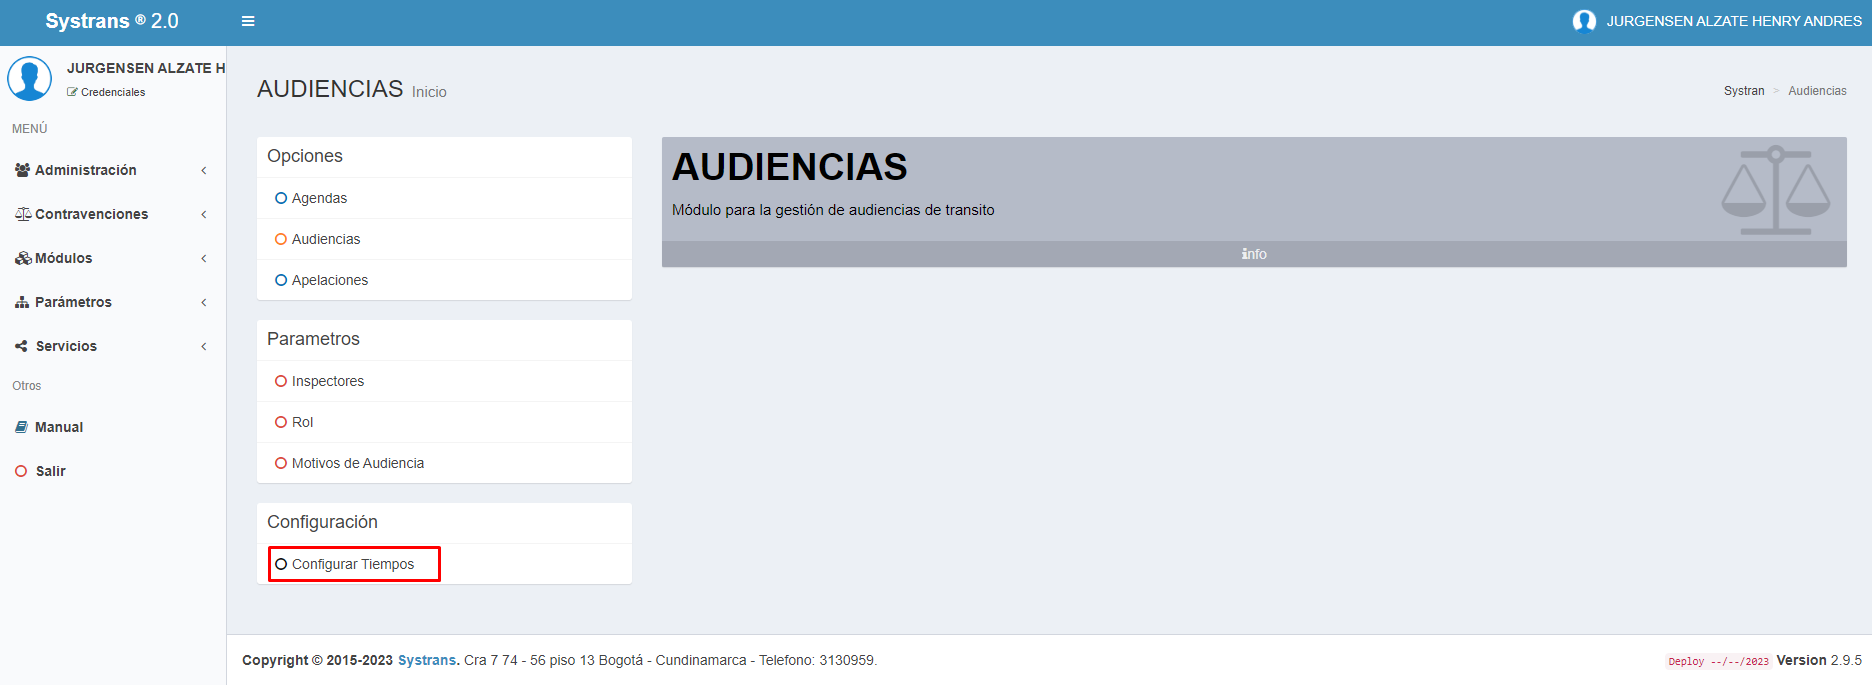 Systrans ® 2.0
JURGENSEN ALZATE HENRY ANDRES
JURGENSEN ALZATE H
Credenciales
MENÚ
Administración
Contravenciones
Módulos
Parámetros
Servicios
Otros
Manual
Salir
AUDIENCIAS Inicio
Systran > Audiencias
Opciones
Agendas
Audiencias
Apelaciones
Parametros
Inspectores
Rol
Motivos de Audiencia
Configuración
Configurar Tiempos
AUDIENCIAS
Módulo para la gestión de audiencias de transito
info
Copyright © 2015-2023 Systrans. Cra 7 74 - 56 piso 13 Bogotá - Cundinamarca - Telefono: 3130959.
Deploy --/--/2023 Version 2.9.5